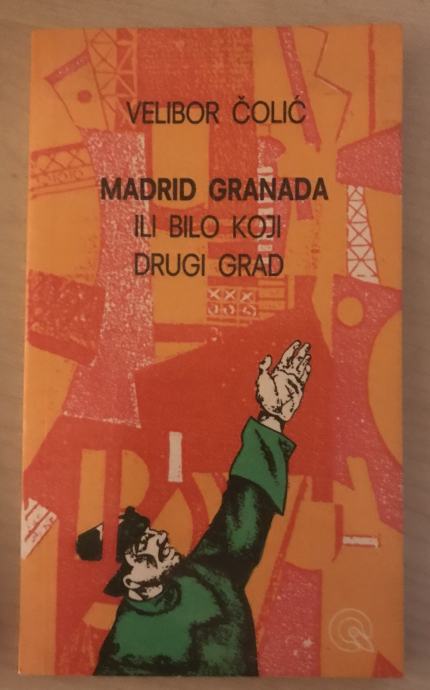 VELIBOR ČOLIĆ
MADRID GRANADA
ILI BILO KOJI
DRUGI GRAD